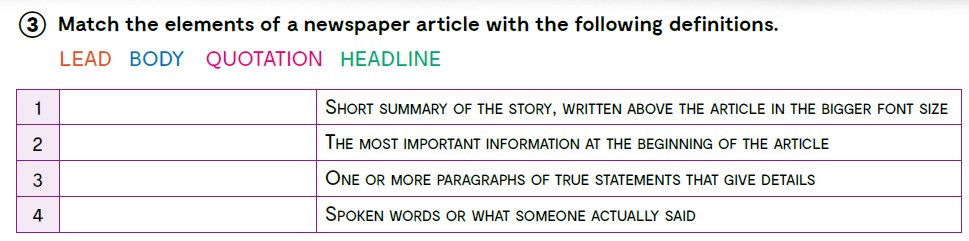 3 Match the elements of a newspaper article with the following definitions.
LEAD BODY QUOTATION HEADLINE
1 SHORT SUMMARY OF THE STORY, WRITTEN ABOVE THE ARTICLE IN THE BIGGER FONT SIZE
2 THE MOST IMPORTANT INFORMATION AT THE BEGINNING OF THE ARTICLE
3 ONE OR MORE PARAGRAPHS OF TRUE STATEMENTS THAT GIVE DETAILS
4 SPOKEN WORDS OR WHAT SOMEONE ACTUALLY SAID